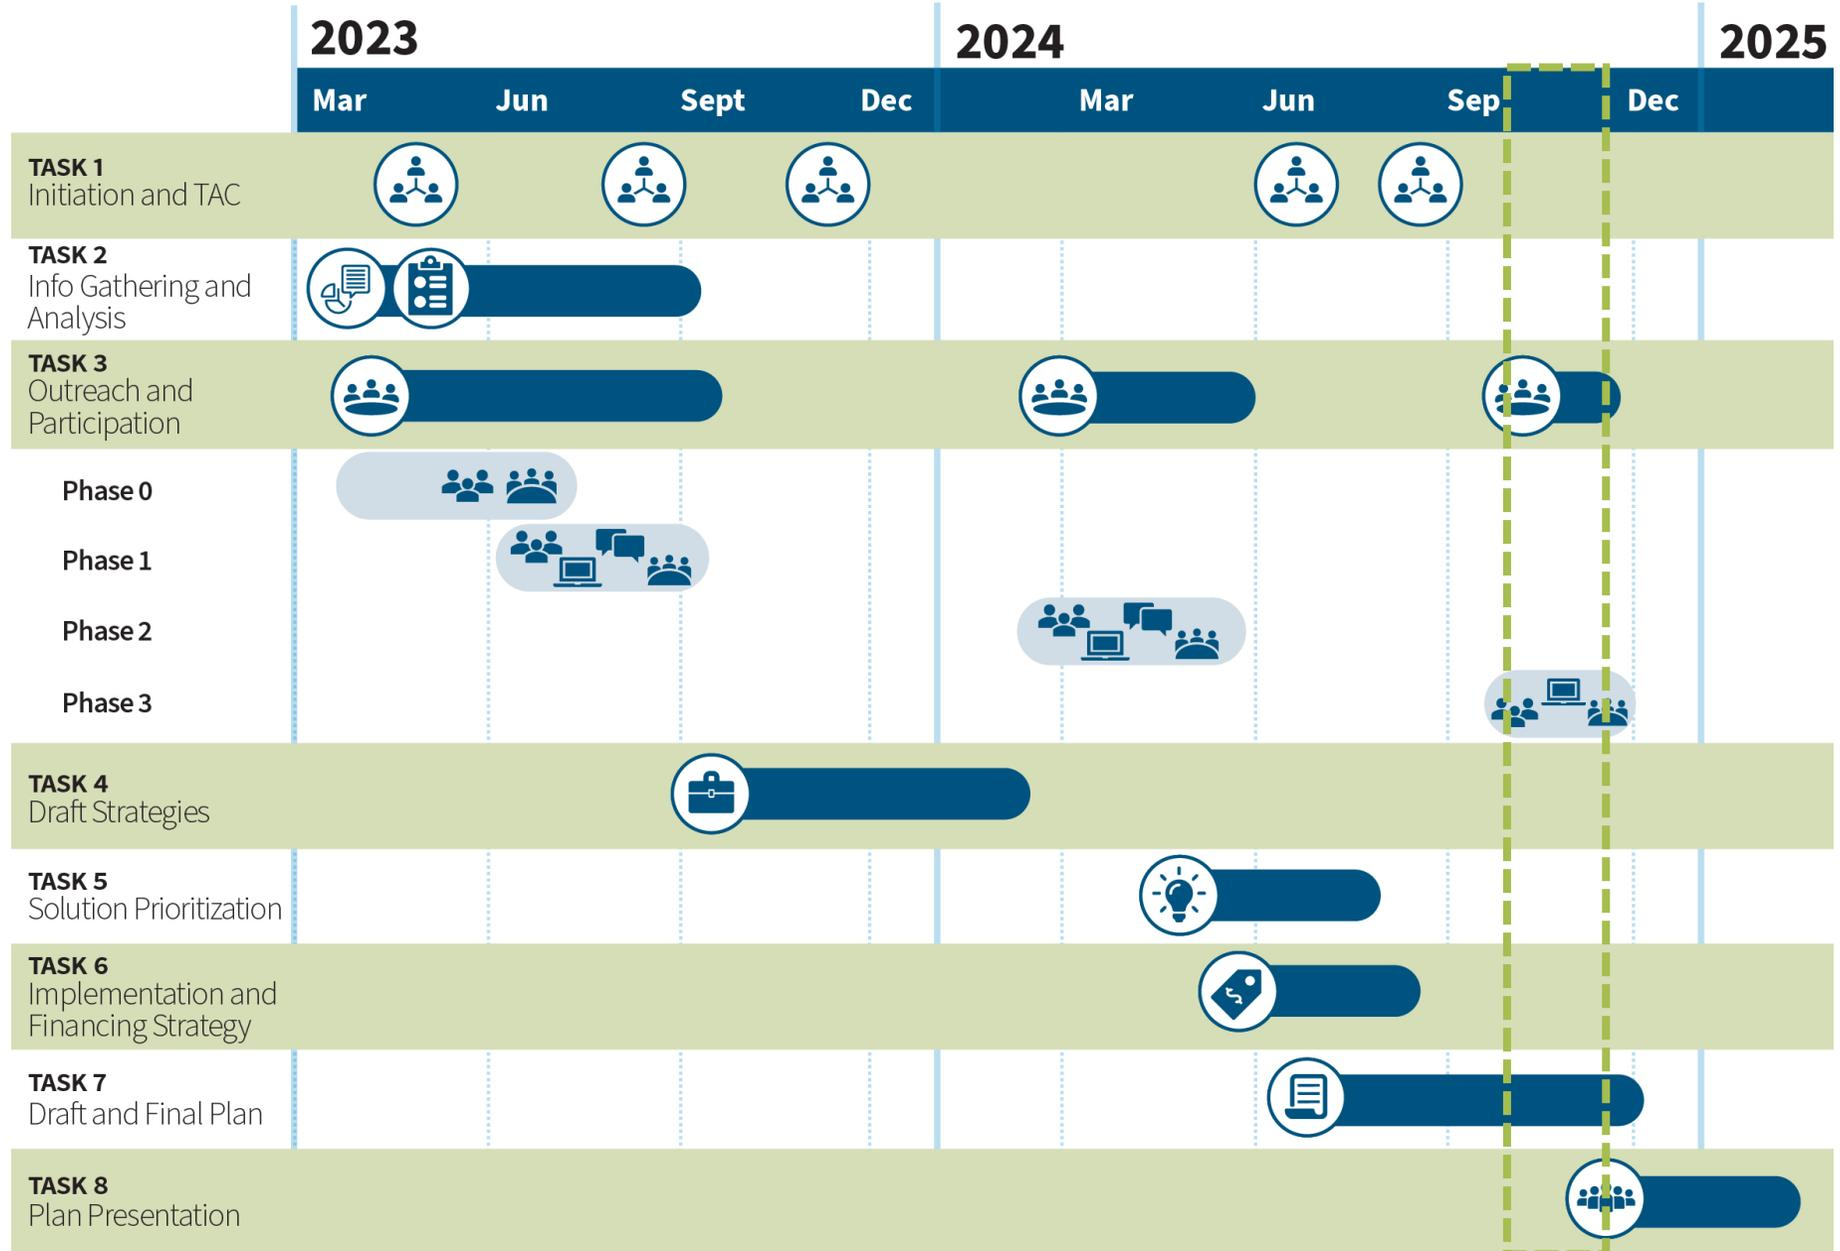 2023
2024
2025
Mar Jun Sept Dec Mar Jun Sep Dec
TASK 1
Initiation and TAC
TASK 2
Info Gathering and
Analysis
TASK 3
Outreach and
Participation
Phase 0
Phase 1
Phase 2
Phase 3
TASK 4
Draft Strategies
TASK 5
Solution Prioritization
TASK 6
Implementation and
Financing Strategy
TASK 7
Draft and Final Plan
TASK 8
Plan Presentation